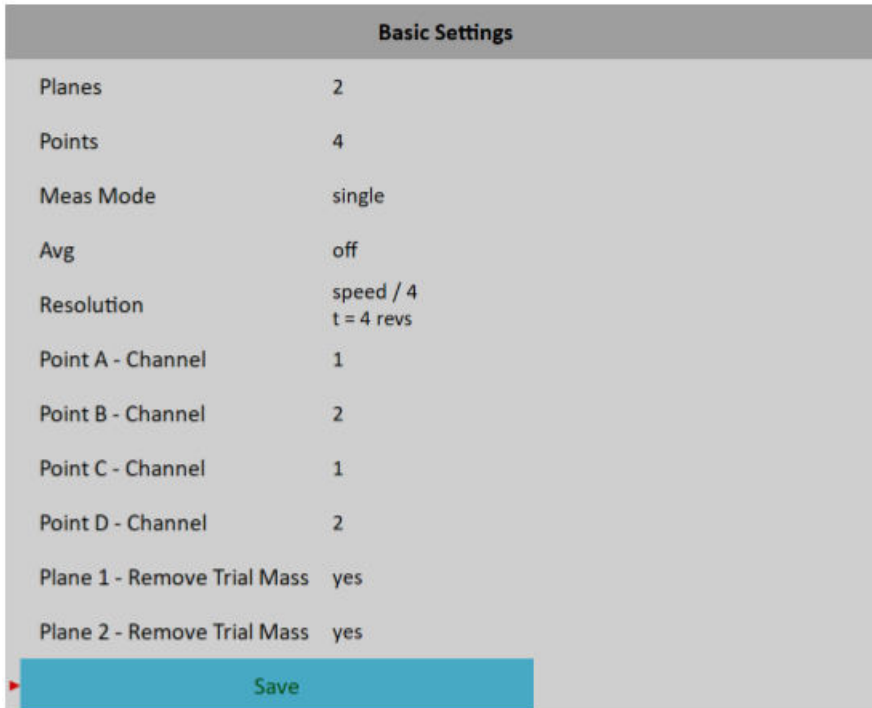 Basic Settings
Planes 2
Points 4
Meas Mode single
Avg off
Resolution speed / 4
t = 4 revs
Point A - Channel 1
Point B - Channel 2
Point C - Channel 1
Point D - Channel 2
Plane 1 - Remove Trial Mass yes
Plane 2 - Remove Trial Mass yes
Save